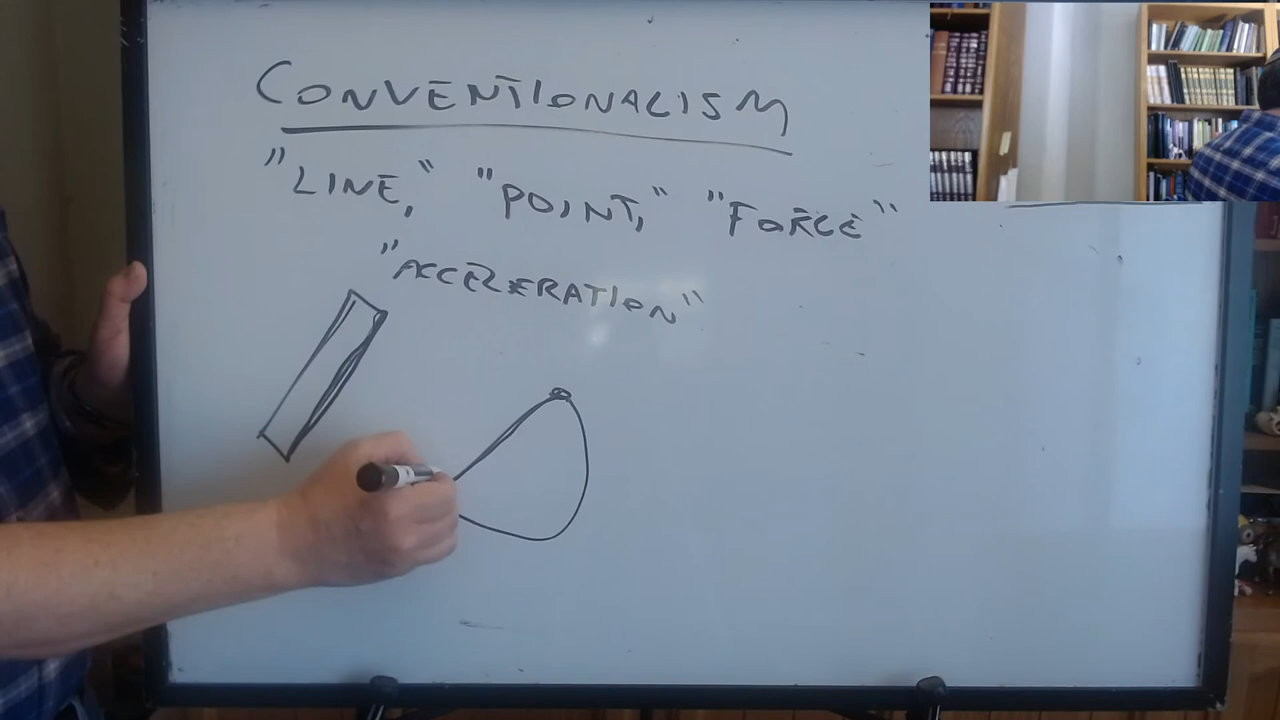 CONVENTIONALISM
"LINE," "POINT," "FORCE"
"ACCELERATION"